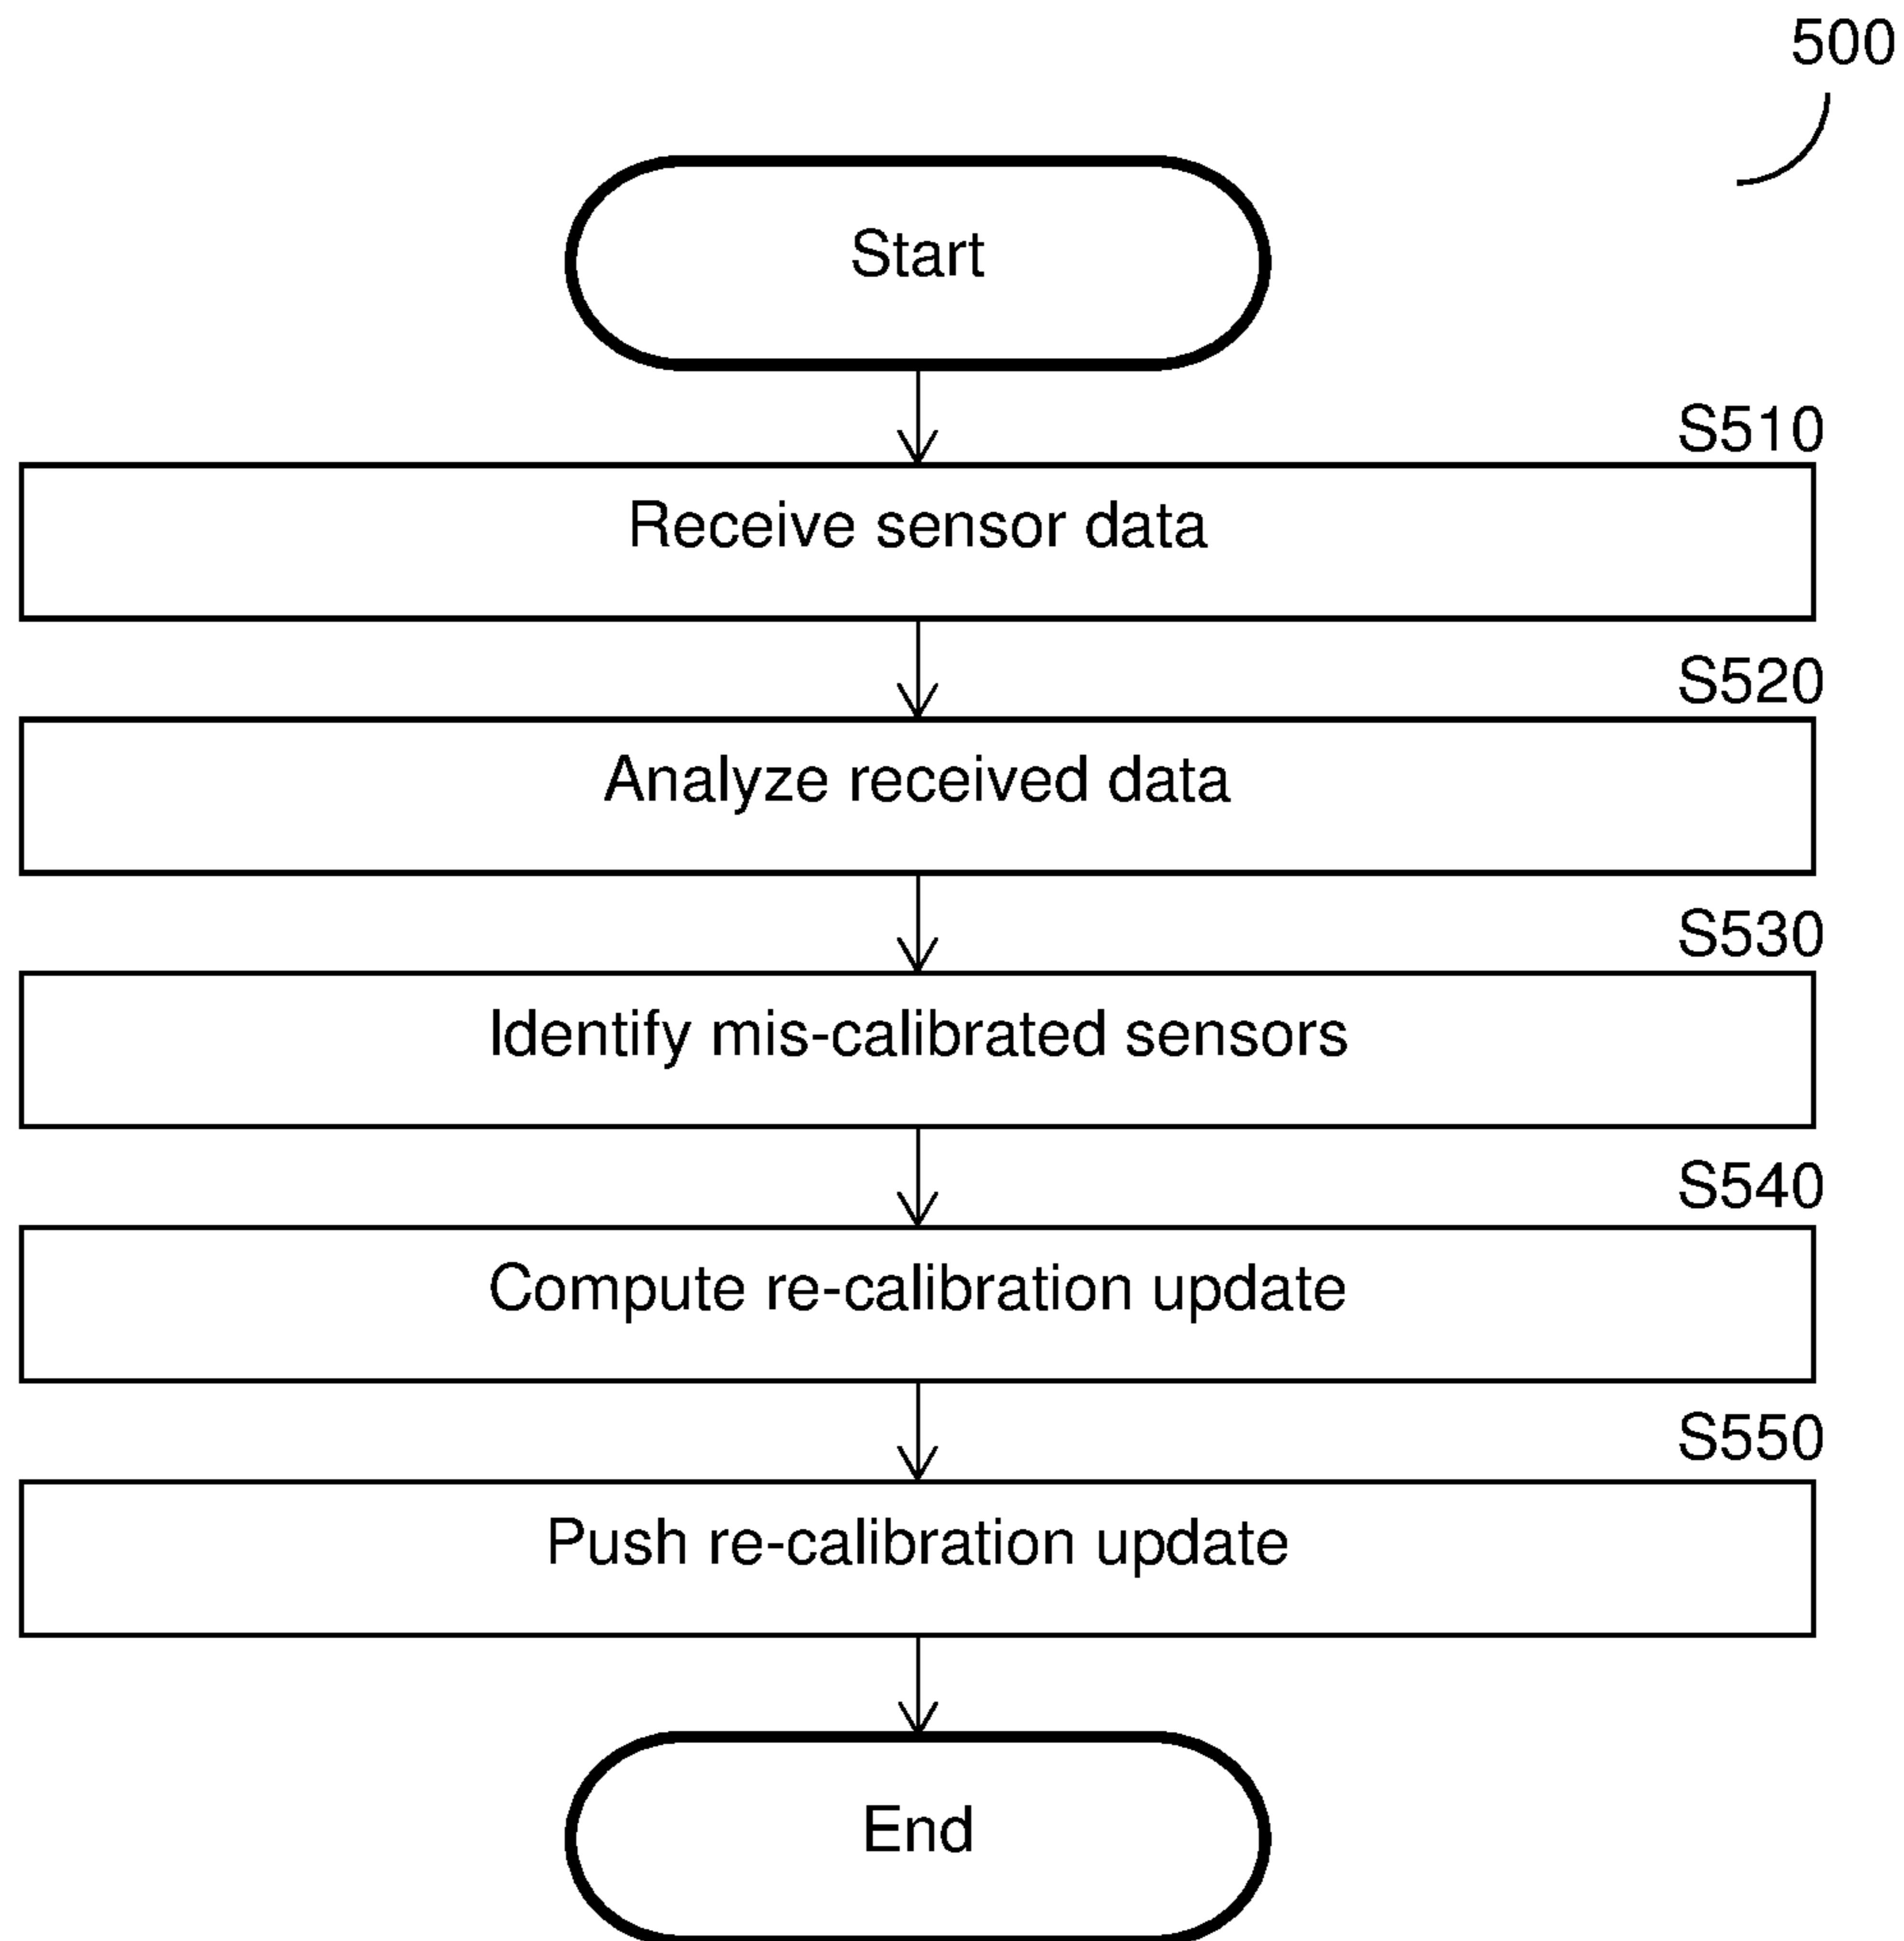 500
Start
S510
Receive sensor data
S520
Analyze received data
S530
Identify mis-calibrated sensors
S540
Compute re-calibration update
S550
Push re-calibration update
End